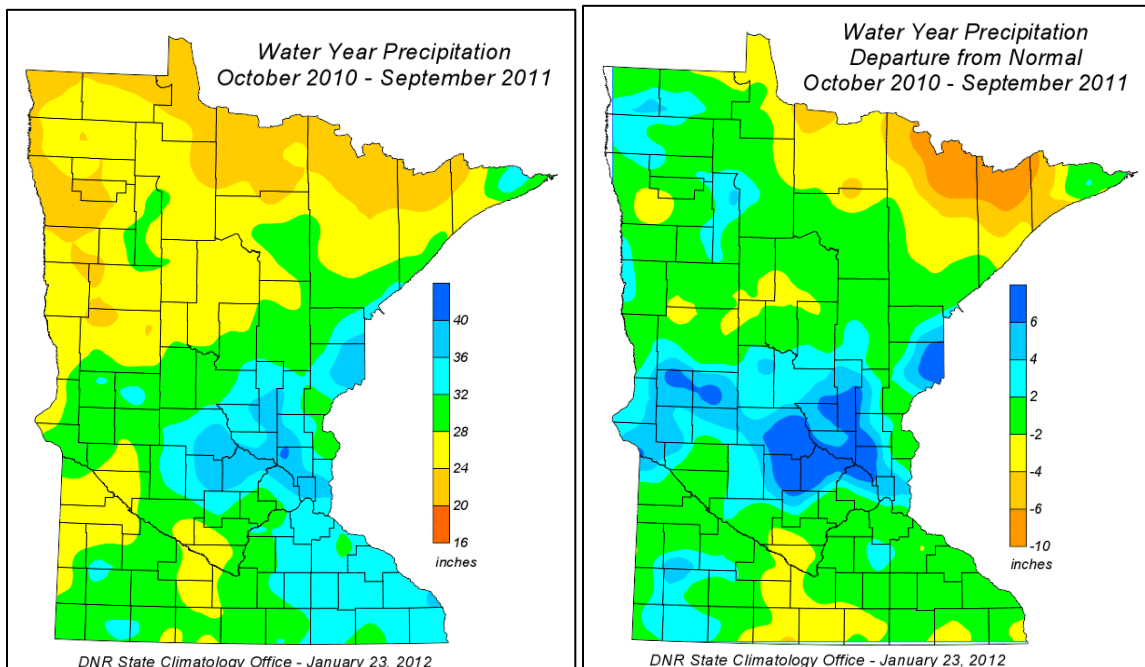 Water Year Precipitation
October 2010 - September 2011
40
36
32
28
24
20
16
inches
DNR State Climatology Office - January 23, 2012
Water Year Precipitation
Departure from Normal
October 2010 - September 2011
6
4
2
-2
-4
-6
-10
inches
DNR State Climatology Office - January 23, 2012